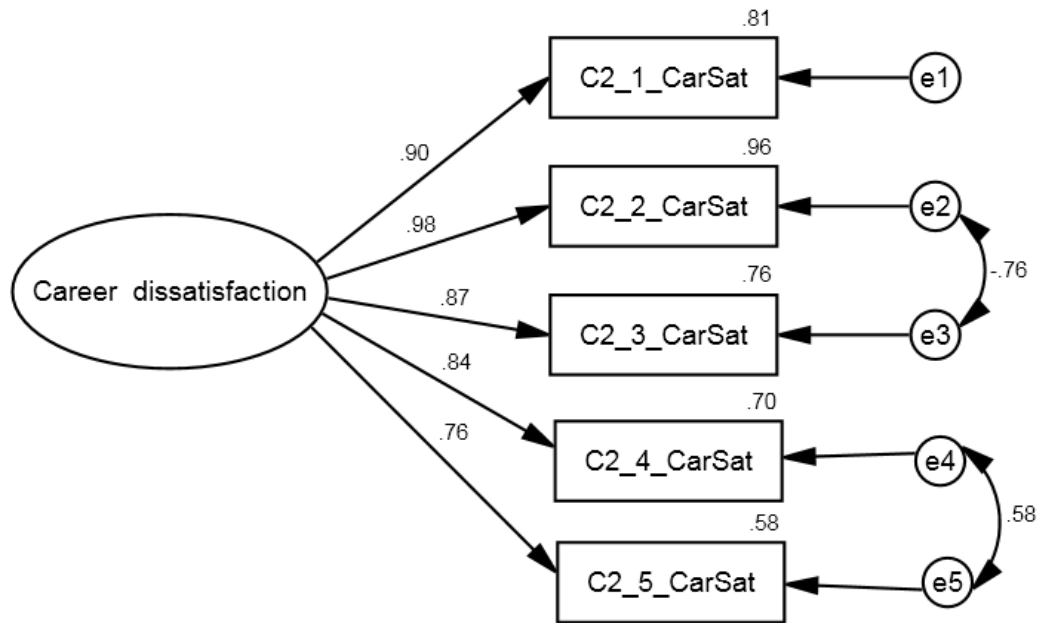 .81
C2_1_CarSat
e1
.90
.96
C2_2_CarSat
e2
.98
-.76
Career dissatisfaction
.76
C2_3_CarSat
e3
.87
.84
.70
C2_4_CarSat
e4
.76
.58
.58
C2_5_CarSat
e5